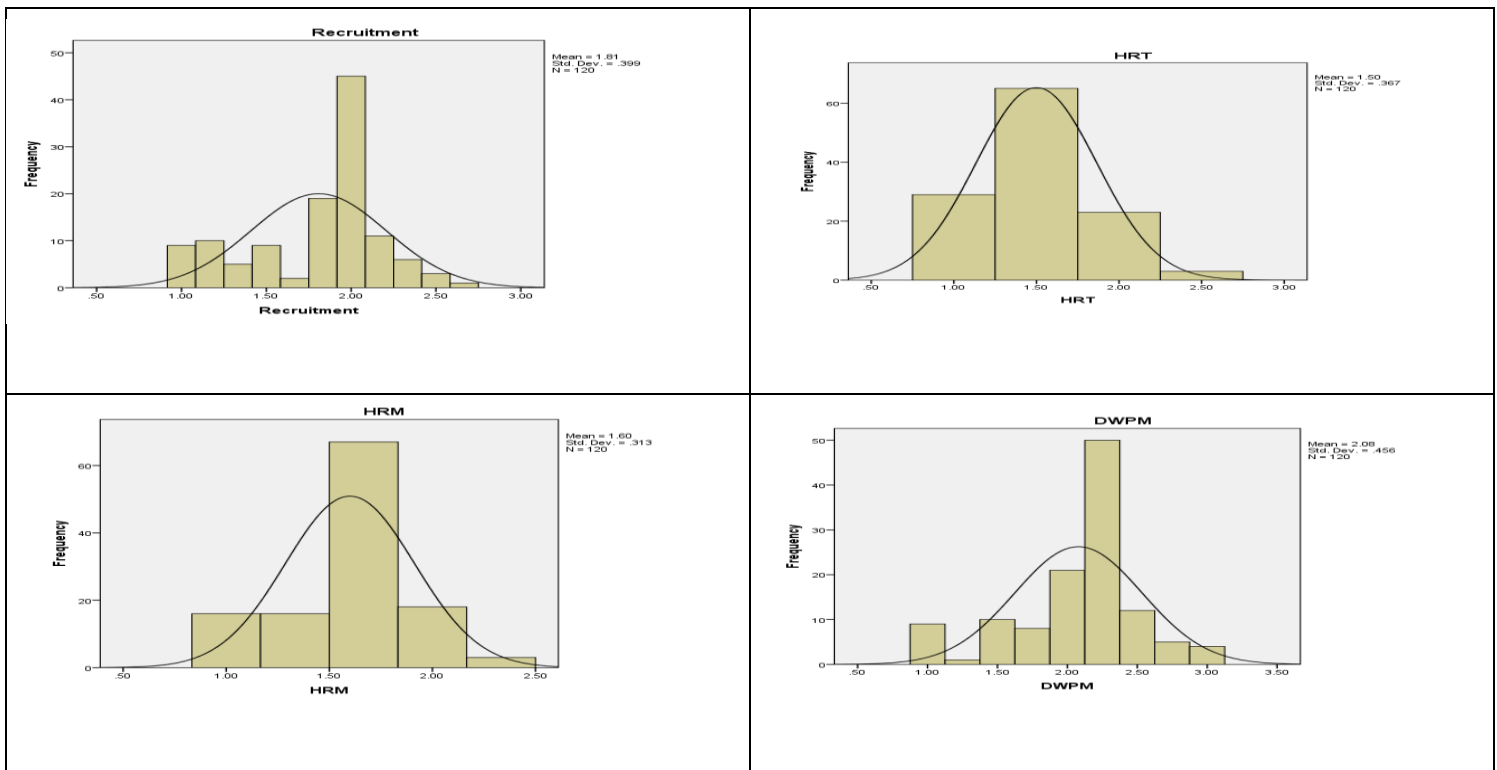 Recruitment
Mean = 1.81
Std. Dev. = .399
N = 120
50
40
30
20
10
0
Frequency
.50 1.00 1.50 2.00 2.50 3.00
Recruitment
HRT
Mean = 1.50
Std. Dev. = .367
N = 120
60
40
20
0
Frequency
.50 1.00 1.50 2.00 2.50 3.00
HRT
HRM
Mean = 1.60
Std. Dev. = .313
N = 120
60
40
20
0
Frequency
.50 1.00 1.50 2.00 2.50
HRM
DWPM
Mean = 2.08
Std. Dev. = .456
N = 120
50
40
30
20
10
0
Frequency
.50 1.00 1.50 2.00 2.50 3.00 3.50
DWPM